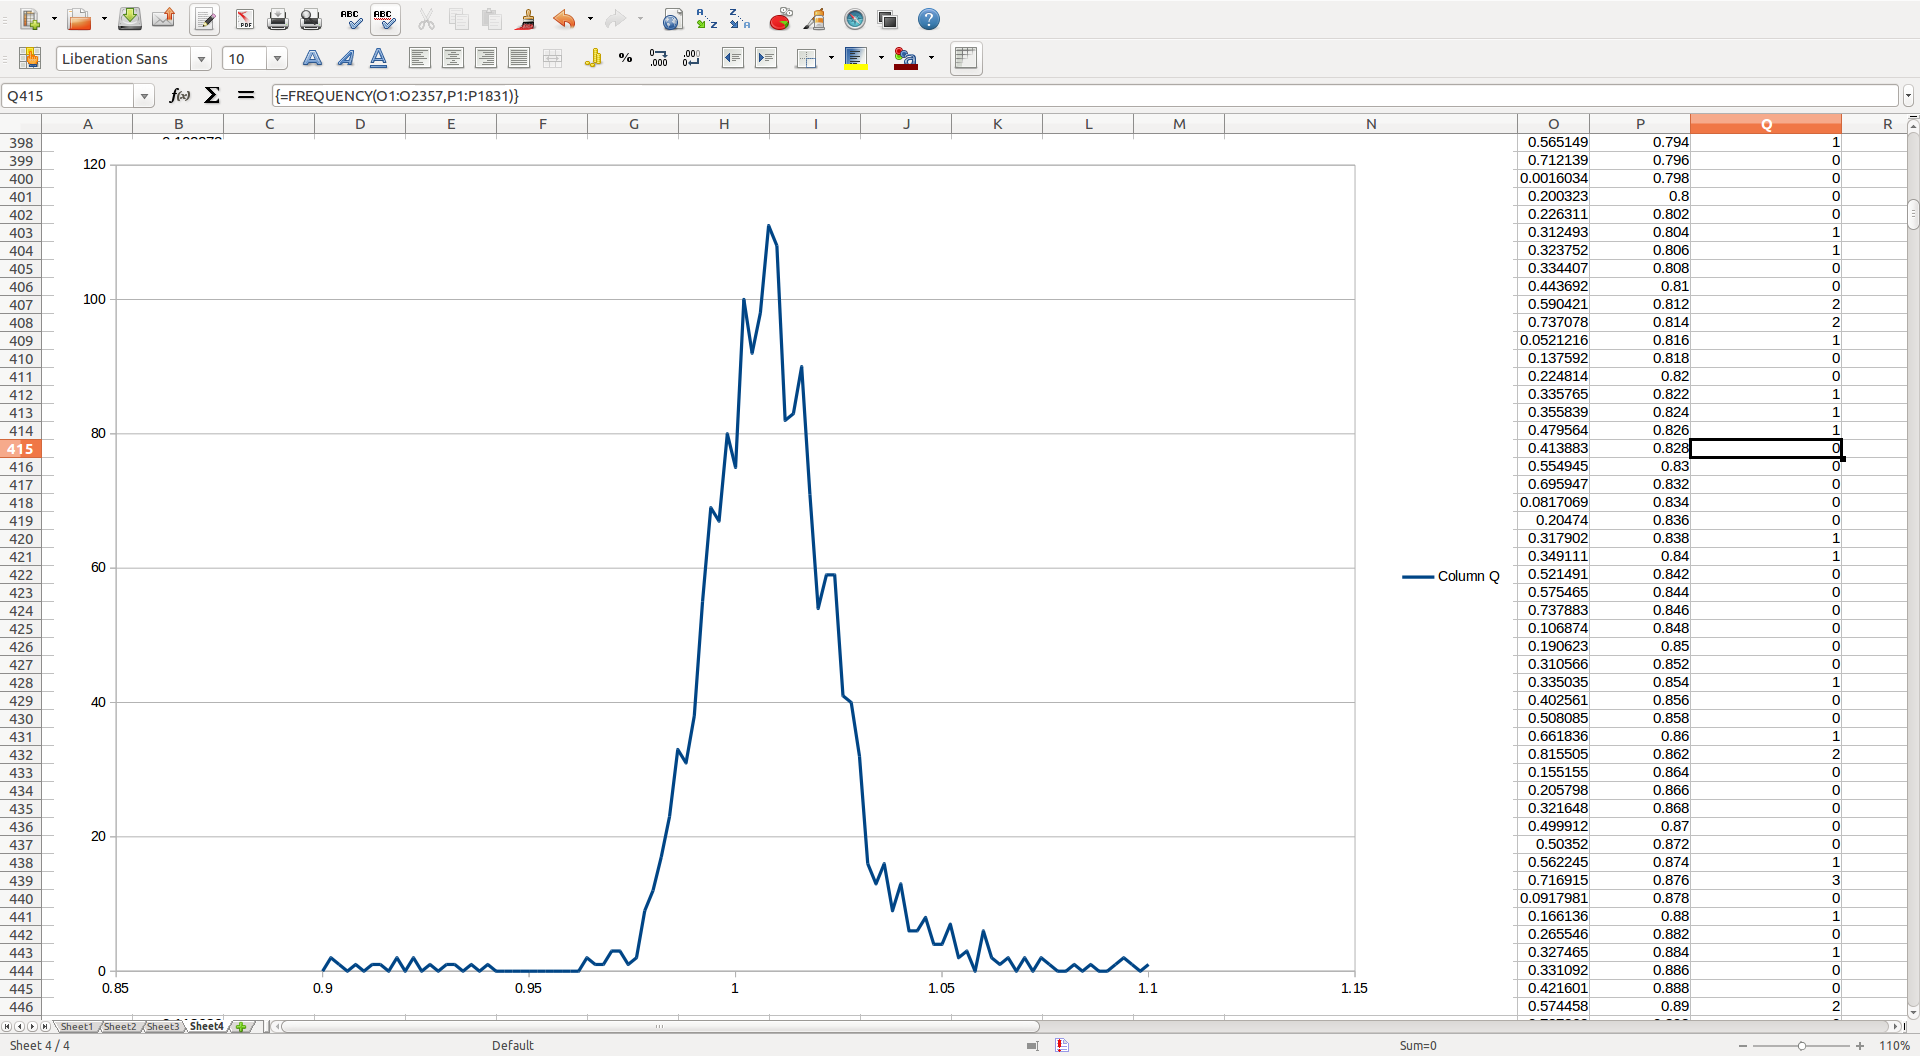 Liberation Sans 10
Q415 {=FREQUENCY(O1:O2357,P1:P1831)}
A B C D E F G H I J K L M N O P Q R
398 0.565149 0.794 1
399 0.712139 0.796 0
400 0.0016034 0.798 0
401 0.200323 0.8 0
402 0.226311 0.802 0
403 0.312493 0.804 1
404 0.323752 0.806 1
405 0.334407 0.808 0
406 0.443692 0.81 0
407 0.590421 0.812 2
408 0.737078 0.814 2
409 0.0521216 0.816 1
410 0.137592 0.818 0
411 0.224814 0.82 0
412 0.335765 0.822 1
413 0.355839 0.824 1
414 0.479564 0.826 1
415 0.413883 0.828 0
416 0.554945 0.83 0
417 0.695947 0.832 0
418 0.0817069 0.834 0
419 0.20474 0.836 0
420 0.317902 0.838 1
421 0.349111 0.84 1
422 0.521491 0.842 0
423 0.575465 0.844 0
424 0.737883 0.846 0
425 0.106874 0.848 0
426 0.190623 0.85 0
427 0.310566 0.852 0
428 0.335035 0.854 1
429 0.402561 0.856 0
430 0.508085 0.858 0
431 0.661836 0.86 1
432 0.815505 0.862 2
433 0.155155 0.864 0
434 0.205798 0.866 0
435 0.321648 0.868 0
436 0.499912 0.87 0
437 0.50352 0.872 0
438 0.562245 0.874 1
439 0.716915 0.876 3
440 0.0917981 0.878 0
441 0.166136 0.88 1
442 0.265546 0.882 0
443 0.327465 0.884 1
444 0.331092 0.886 0
445 0.421601 0.888 0
446 0.574458 0.89 2
120
100
80
60
40
20
0
0.85 0.9 0.95 1 1.05 1.1 1.15
Column Q
Sheet1 Sheet2 Sheet3 Sheet4
Sheet 4 / 4 Default Sum=0 110%